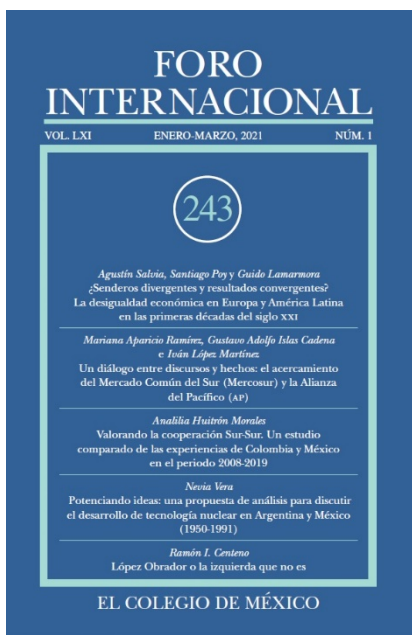 FORO
INTERNACIONAL
VOL. LXI ENERO-MARZO, 2021 NÚM. 1
243
Agustín Salvia, Santiago Poy y Guido Lamarmora
¿Senderos divergentes y resultados convergentes?
La desigualdad económica en Europa y América Latina
en las primeras décadas del siglo XXI
Mariana Aparicio Ramírez, Gustavo Adolfo Islas Cadena
e Iván López Martínez
Un diálogo entre discursos y hechos: el acercamiento
del Mercado Común del Sur (Mercosur) y la Alianza
del Pacífico (AP)
Analilia Huitrón Morales
Valorando la cooperación Sur-Sur. Un estudio
comparado de las experiencias de Colombia y México
en el periodo 2008-2019
Nevia Vera
Potenciando ideas: una propuesta de análisis para discutir
el desarrollo de tecnología nuclear en Argentina y México
(1950-1991)
Ramón I. Centeno
López Obrador o la izquierda que no es
EL COLEGIO DE MÉXICO